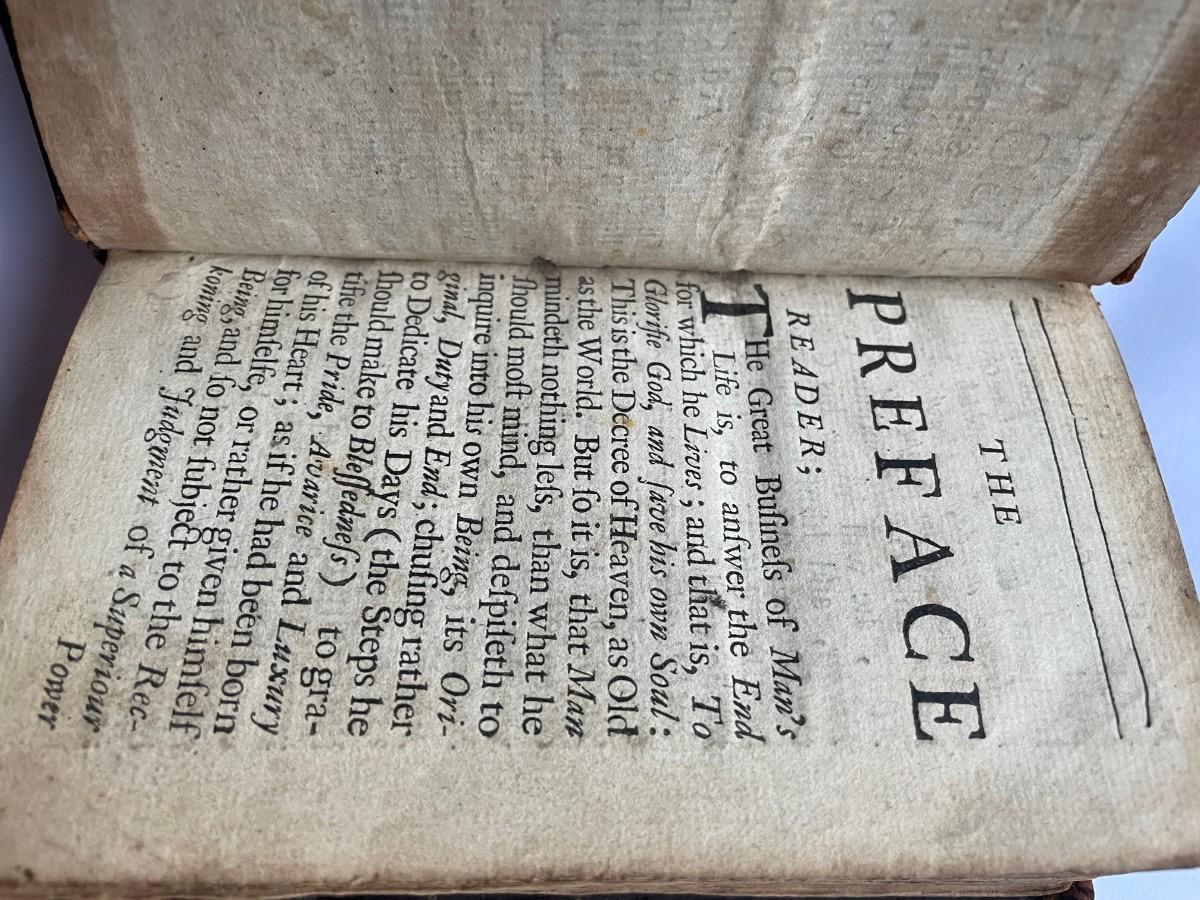 THE
PREFACE
READER;
THe Great Buſineſs of Man's
Life is, to anſwer the End
for which he Lives; and that is, To
Glorifie God, and ſave his own Soul:
This is the Decree of Heaven, as Old
as the World. But ſo it is, that Man
mindeth nothing leſs, than what he
ſhould moſt mind, and deſpiſeth to
inquire into his own Being, its Ori-
ginal, Duty and End; chuſing rather
to Dedicate his Days (the Steps he
ſhould make to Bleſſedneſs) to gra-
tifie the Pride, Avarice and Luxury
of his Heart; as if he had been born
for himſelfe, or rather given himſelf
Being, and ſo not ſubject to the Rec-
koning and Judgment of a Superiour
Power